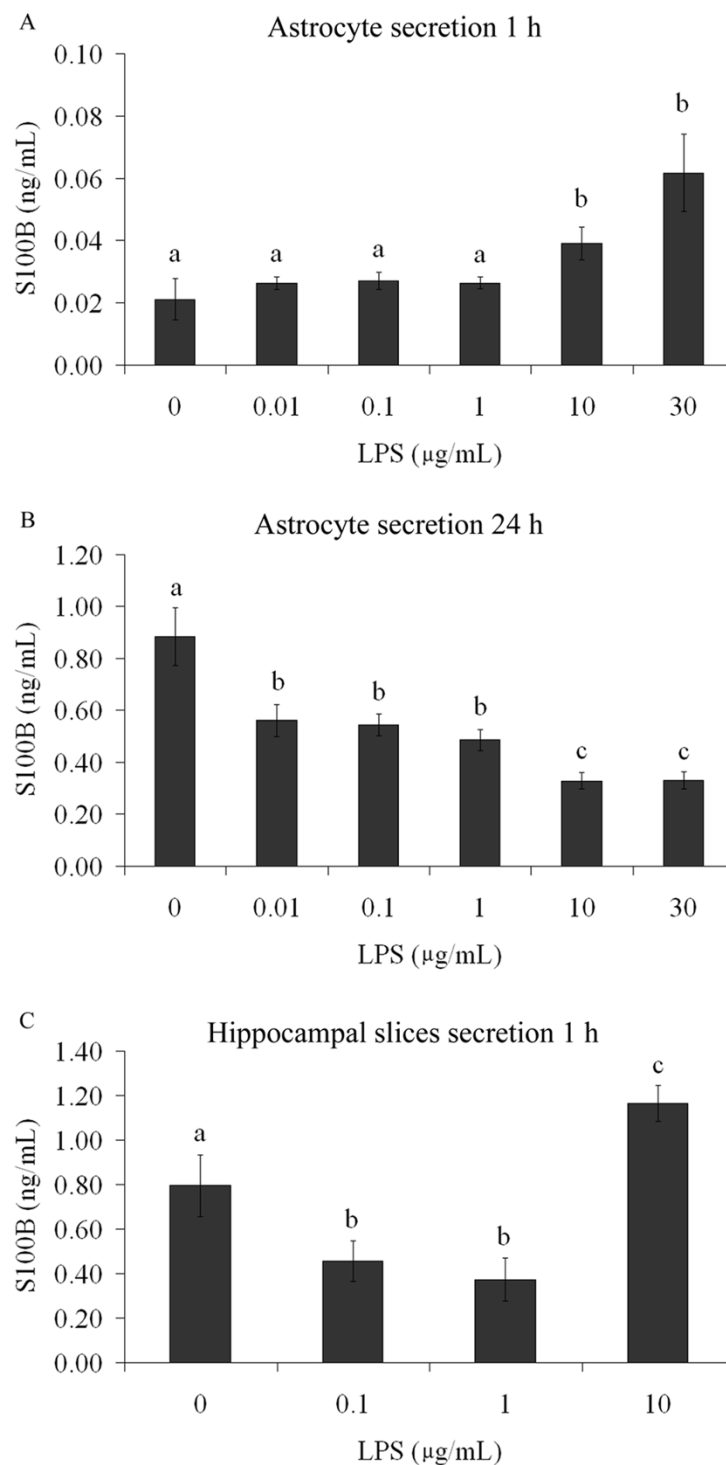 A
Astrocyte secretion 1 h
0.10
0.08
0.06
0.04
0.02
0.00
S100B (ng/mL)
a a a a b b
0 0.01 0.1 1 10 30
LPS (µg/mL)
B
Astrocyte secretion 24 h
1.20
1.00
0.80
0.60
0.40
0.20
0.00
S100B (ng/mL)
a b b b c c
0 0.01 0.1 1 10 30
LPS (µg/mL)
C
Hippocampal slices secretion 1 h
1.40
1.20
1.00
0.80
0.60
0.40
0.20
0.00
S100B (ng/mL)
a b b c
0 0.1 1 10
LPS (µg/mL)